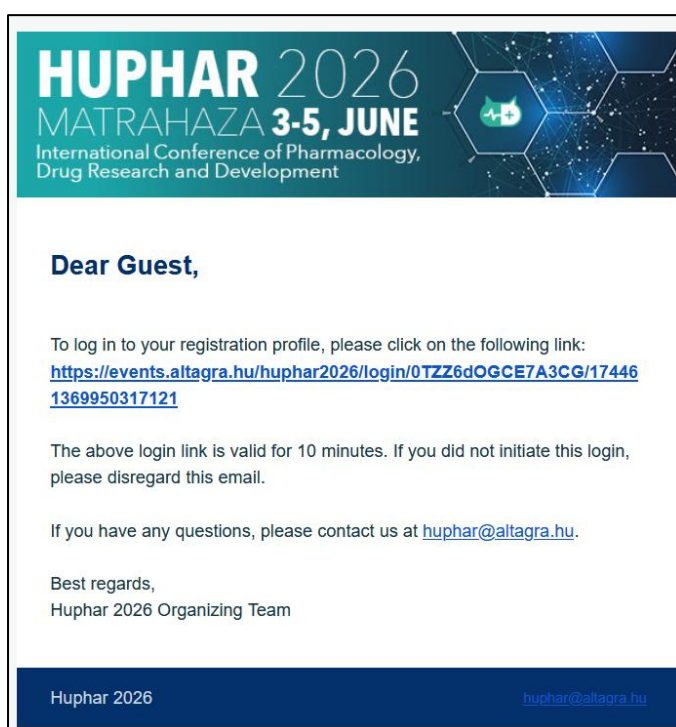 HUPHAR 2026
MATRAHAZA 3-5, JUNE
International Conference of Pharmacology,
Drug Research and Development
Dear Guest,
To log in to your registration profile, please click on the following link:
https://events.altagra.hu/huphar2026/login/0TZZ6dOGCE7A3CG/17446
1369950317121
The above login link is valid for 10 minutes. If you did not initiate this login,
please disregard this email.
If you have any questions, please contact us at huphar@altagra.hu.
Best regards,
Huphar 2026 Organizing Team
Huphar 2026 huphar@altagra.hu